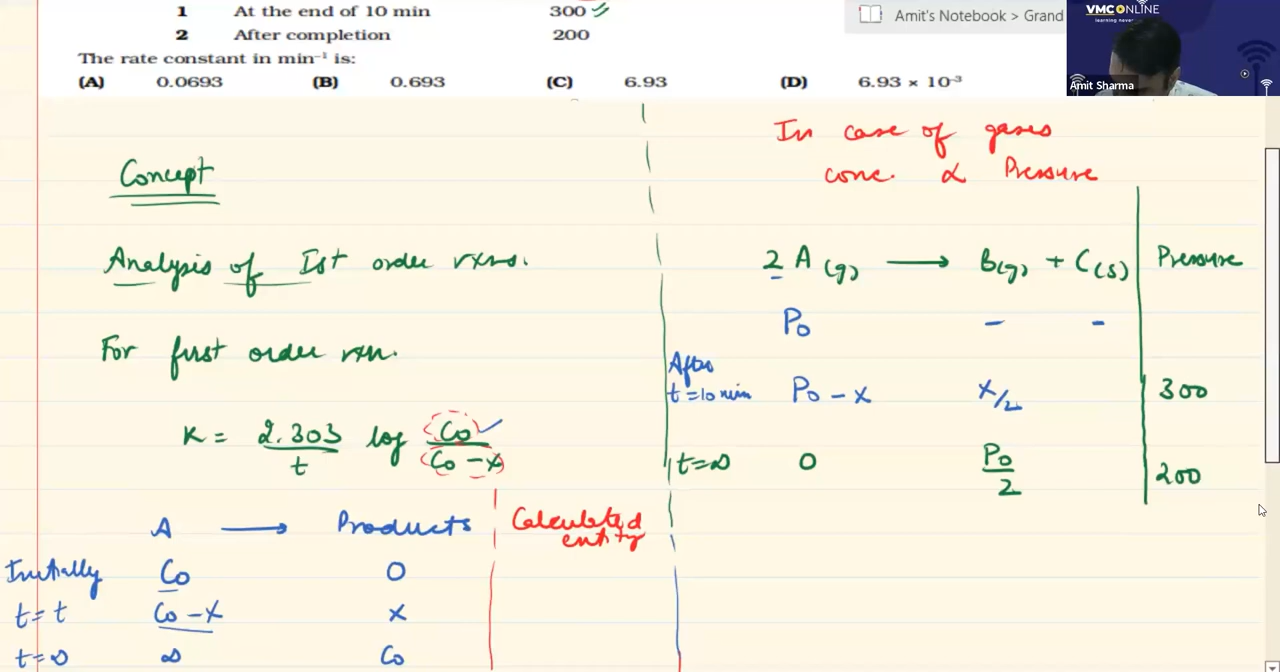 1 At the end of 10 min 300
2 After completion 200
The rate constant in min⁻¹ is:
(A) 0.0693 (B) 0.693 (C) 6.93 (D) 6.93 × 10⁻³
Amit's Notebook > Grand
VMC ONLINE
Amit Sharma
Concept
Analysis of Ist order rxns.
For first order rxn.
K = 2.303/t log Co/(Co - x)
A ⟶ Products Calculated entity
Initially Co 0
t = t Co - x x
t = ∞ ∞ Co
In case of gases
conc. ∝ Pressure
2 A (g) ⟶ B(g) + C(s) Pressure
Po - -
After
t = 10 min Po - x x/2 300
t = ∞ 0 Po/2 200